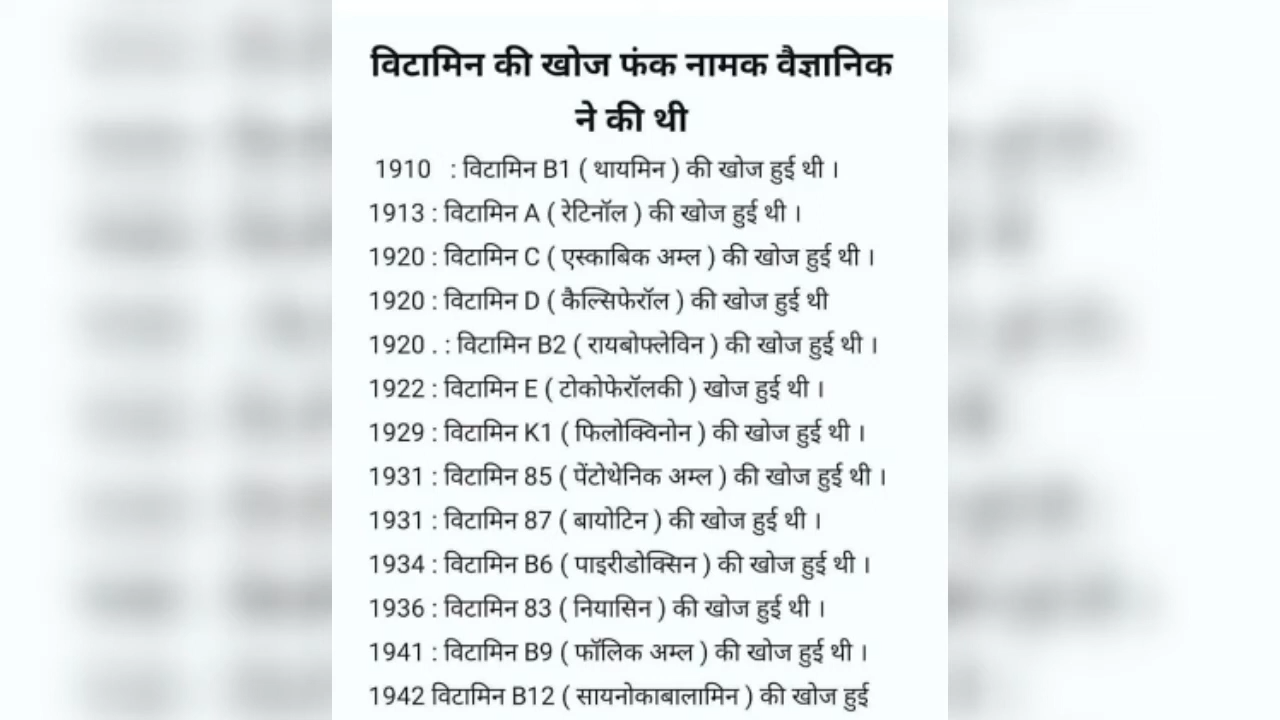 विटामिन की खोज फंक नामक वैज्ञानिक
ने की थी
1910 : विटामिन B1 ( थायमिन ) की खोज हुई थी ।
1913 : विटामिन A ( रेटिनॉल ) की खोज हुई थी ।
1920 : विटामिन C ( एस्काबिक अम्ल ) की खोज हुई थी ।
1920 : विटामिन D ( कैल्सिफेरॉल ) की खोज हुई थी
1920 . : विटामिन B2 ( रायबोफ्लेविन ) की खोज हुई थी ।
1922 : विटामिन E ( टोकोफेरॉलकी ) खोज हुई थी ।
1929 : विटामिन K1 ( फिलोक्विनोन ) की खोज हुई थी ।
1931 : विटामिन 85 ( पेंटोथेनिक अम्ल ) की खोज हुई थी ।
1931 : विटामिन 87 ( बायोटिन ) की खोज हुई थी ।
1934 : विटामिन B6 ( पाइरीडोक्सिन ) की खोज हुई थी ।
1936 : विटामिन 83 ( नियासिन ) की खोज हुई थी ।
1941 : विटामिन B9 ( फॉलिक अम्ल ) की खोज हुई थी ।
1942 विटामिन B12 ( सायनोकाबालामिन ) की खोज हुई